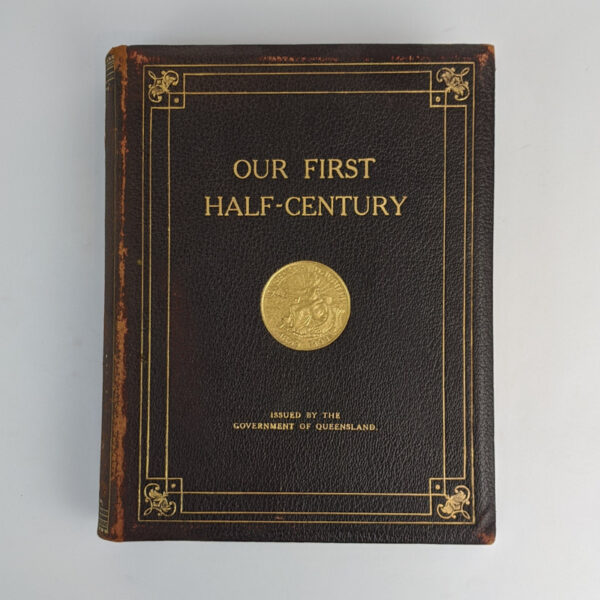 OUR FIRST
HALF-CENTURY
ISSUED BY THE
GOVERNMENT OF QUEENSLAND.